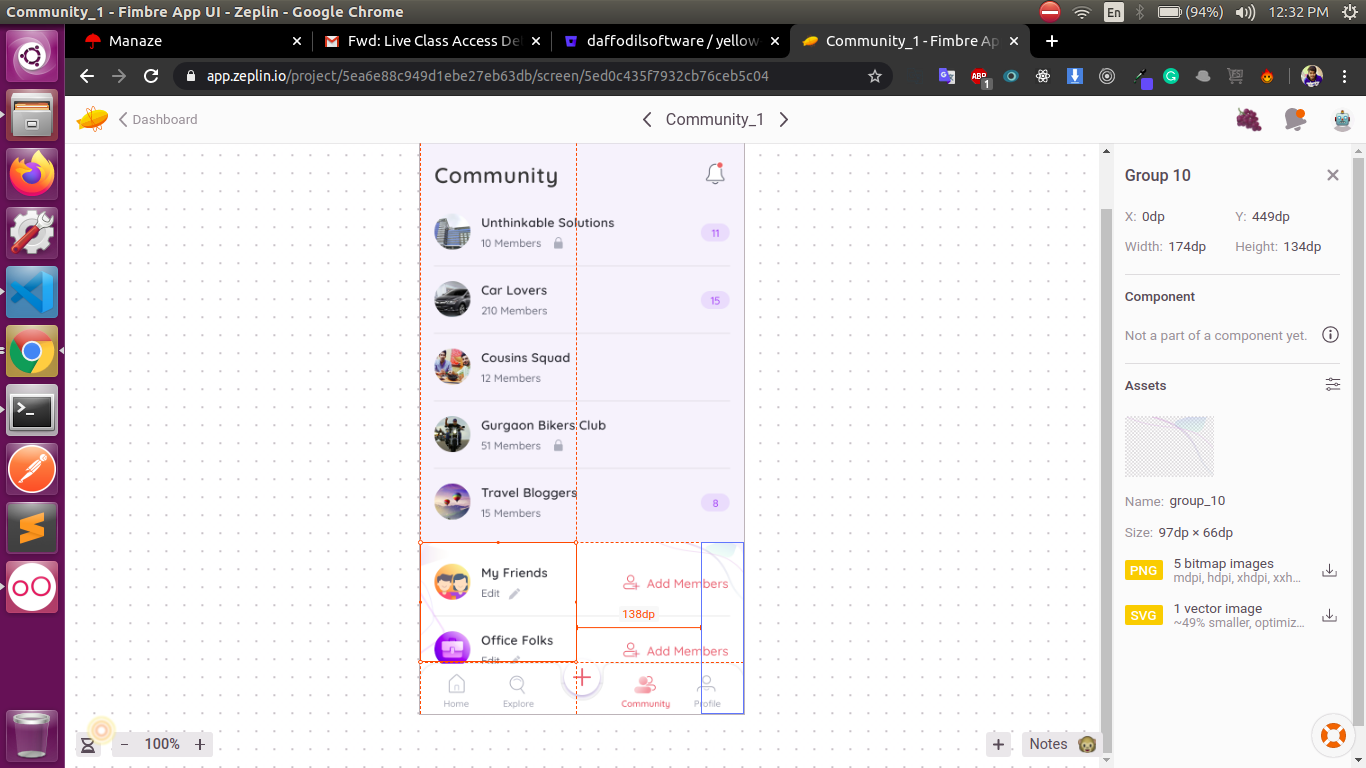 Community_1 - Fimbre App UI - Zeplin - Google Chrome
En
(94%)
12:32 PM
Manaze
Fwd: Live Class Access De
daffodilsoftware / yellow-
Community_1 - Fimbre Ap
app.zeplin.io/project/5ea6e88c949d1ebe27eb63db/screen/5ed0c435f7932cb76ceb5c04
ABP
1
Dashboard
Community_1
Community
Unthinkable Solutions
10 Members
11
Car Lovers
210 Members
15
Cousins Squad
12 Members
Gurgaon Bikers Club
51 Members
Travel Bloggers
15 Members
8
My Friends
Edit
Add Members
138dp
Office Folks
Edit
Add Members
Home
Explore
Community
Profile
100%
Notes
Group 10
X: 0dp
Y: 449dp
Width: 174dp
Height: 134dp
Component
Not a part of a component yet.
Assets
Name: group_10
Size: 97dp × 66dp
PNG
5 bitmap images
mdpi, hdpi, xhdpi, xxh...
SVG
1 vector image
~49% smaller, optimiz...